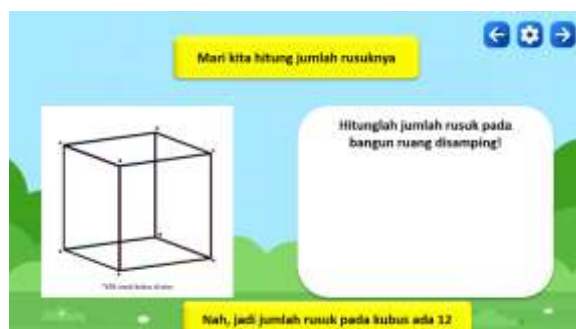 Mari kita hitung jumlah rusuknya
Hitunglah jumlah rusuk pada
bangun ruang disamping!
Nah, jadi jumlah rusuk pada kubus ada 12